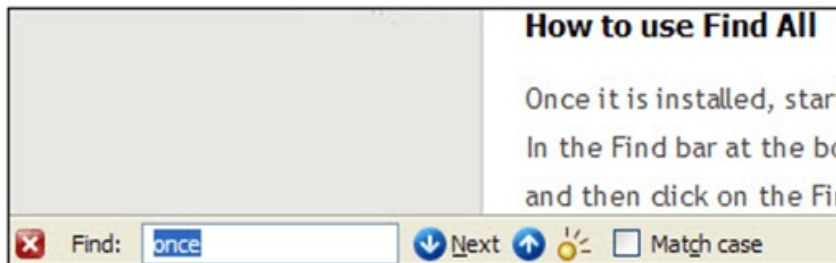 How to use Find All
Once it is installed, star
In the Find bar at the bo
and then click on the Fi
Find: once Next Match case